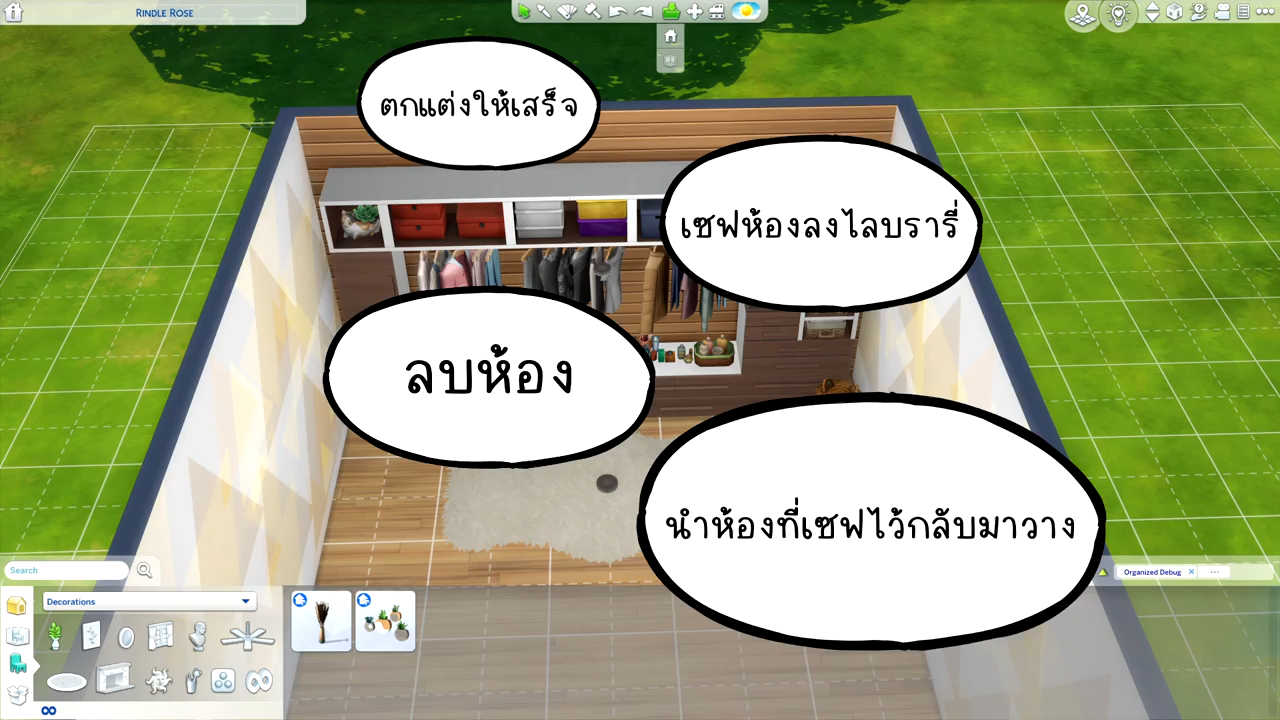 RINDLE ROSE
ตกแต่งให้เสร็จ
เซฟห้องลงไลบรารี่
ลบห้อง
นำห้องที่เซฟไว้กลับมาวาง
Search
Organized Debug
Decorations